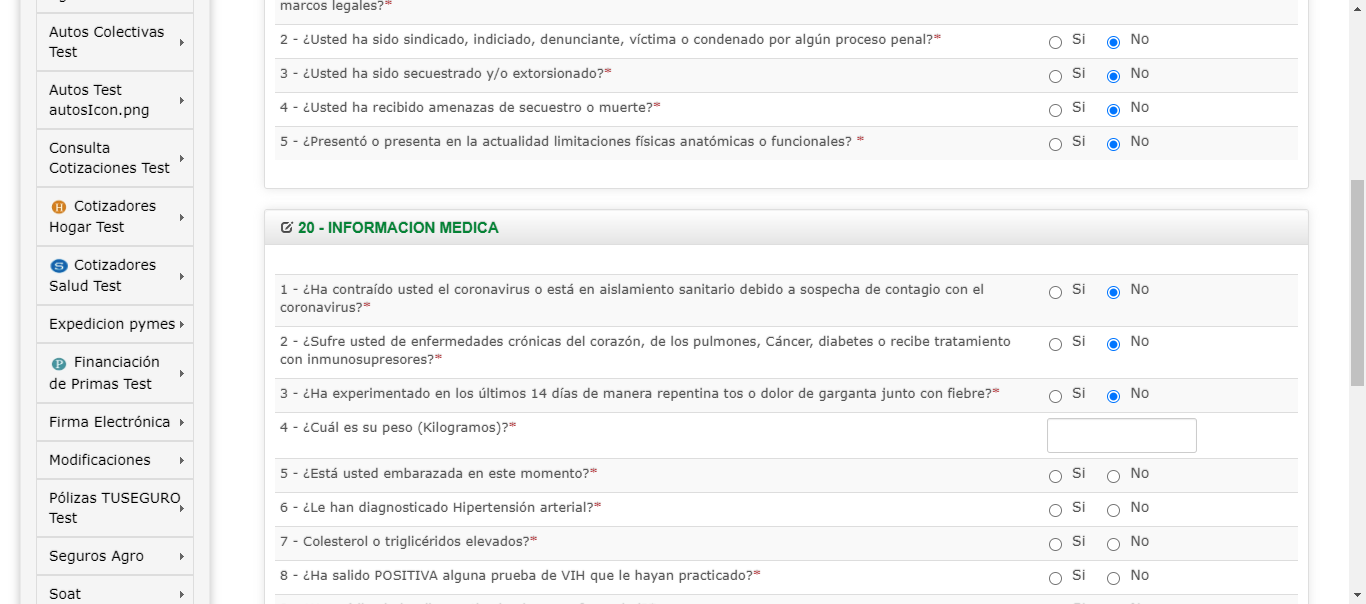 Autos Colectivas
Test
Autos Test
autosIcon.png
Consulta
Cotizaciones Test
H Cotizadores
Hogar Test
S Cotizadores
Salud Test
Expedicion pymes
P Financiación
de Primas Test
Firma Electrónica
Modificaciones
Pólizas TUSEGURO
Test
Seguros Agro
Soat
marcos legales?*
2 - ¿Usted ha sido sindicado, indiciado, denunciante, víctima o condenado por algún proceso penal?* Si No
3 - ¿Usted ha sido secuestrado y/o extorsionado?* Si No
4 - ¿Usted ha recibido amenazas de secuestro o muerte?* Si No
5 - ¿Presentó o presenta en la actualidad limitaciones físicas anatómicas o funcionales? * Si No
20 - INFORMACION MEDICA
1 - ¿Ha contraído usted el coronavirus o está en aislamiento sanitario debido a sospecha de contagio con el Si No
coronavirus?*
2 - ¿Sufre usted de enfermedades crónicas del corazón, de los pulmones, Cáncer, diabetes o recibe tratamiento Si No
con inmunosupresores?*
3 - ¿Ha experimentado en los últimos 14 días de manera repentina tos o dolor de garganta junto con fiebre?* Si No
4 - ¿Cuál es su peso (Kilogramos)?*
5 - ¿Está usted embarazada en este momento?* Si No
6 - ¿Le han diagnosticado Hipertensión arterial?* Si No
7 - Colesterol o triglicéridos elevados?* Si No
8 - ¿Ha salido POSITIVA alguna prueba de VIH que le hayan practicado?* Si No